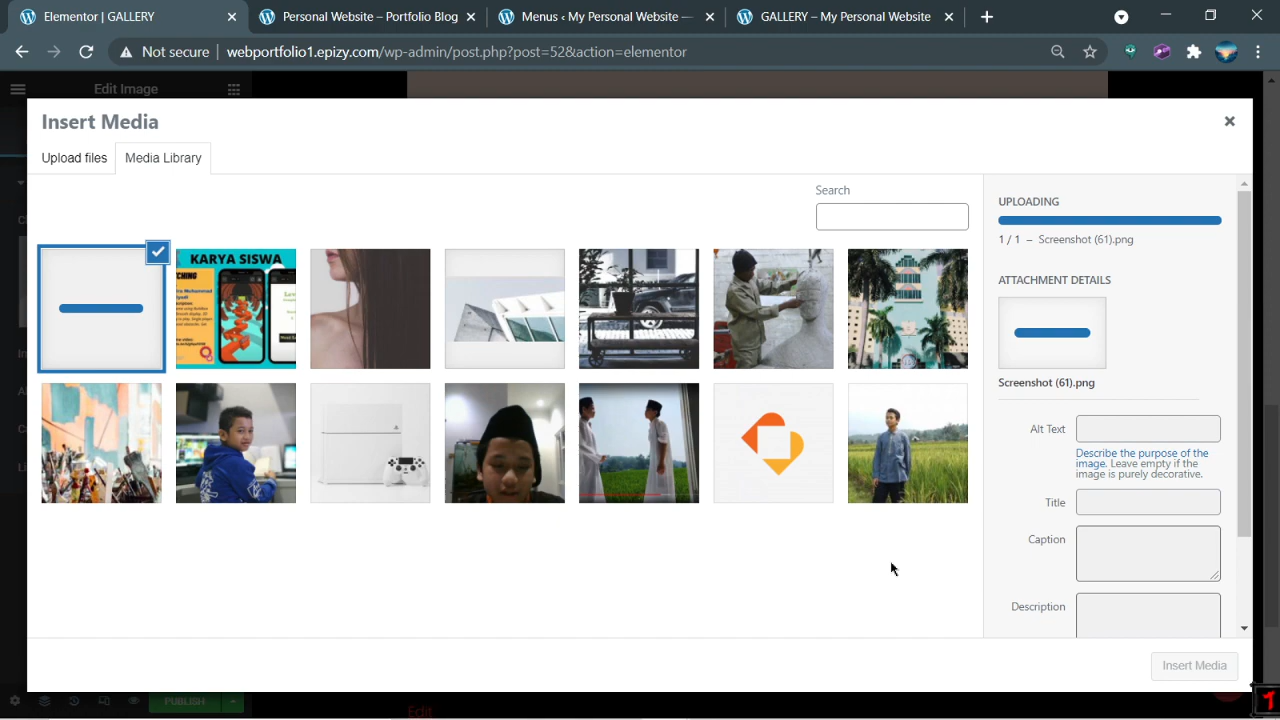 Elementor | GALLERY
Personal Website – Portfolio Blog
Menus ‹ My Personal Website —
GALLERY – My Personal Website
Not secure
webportfolio1.epizy.com/wp-admin/post.php?post=52&action=elementor
Edit Image
Insert Media
Upload files
Media Library
Search
KARYA SISWA
UPLOADING
1 / 1 – Screenshot (61).png
ATTACHMENT DETAILS
Screenshot (61).png
Alt Text
Describe the purpose of the
image. Leave empty if the
image is purely decorative.
Title
Caption
Description
Insert Media
PUBLISH
Edit
1